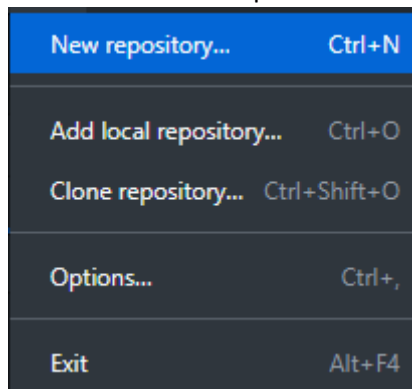 New repository... Ctrl+N
Add local repository... Ctrl+O
Clone repository... Ctrl+Shift+O
Options... Ctrl+,
Exit Alt+F4